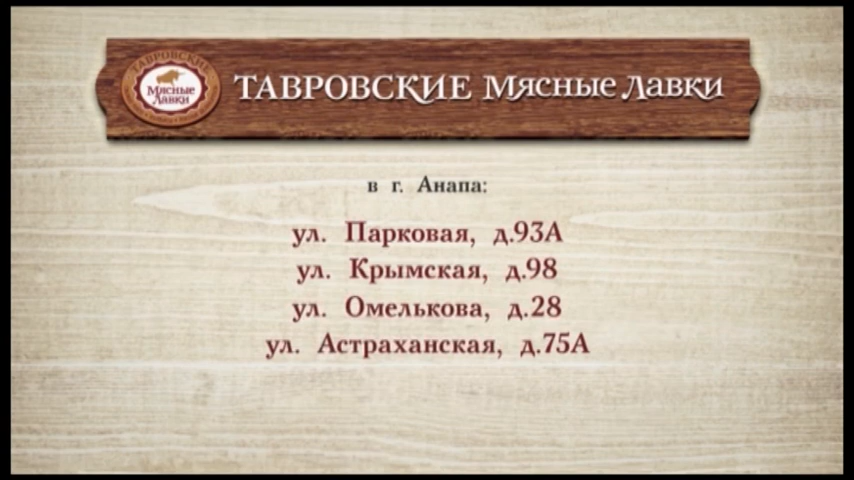 ТАВРОВСКИЕ
Мясные
Лавки
ТАВРОВСКИЕ Мясные Лавки
в г. Анапа:
ул. Парковая, д.93А
ул. Крымская, д.98
ул. Омелькова, д.28
ул. Астраханская, д.75А